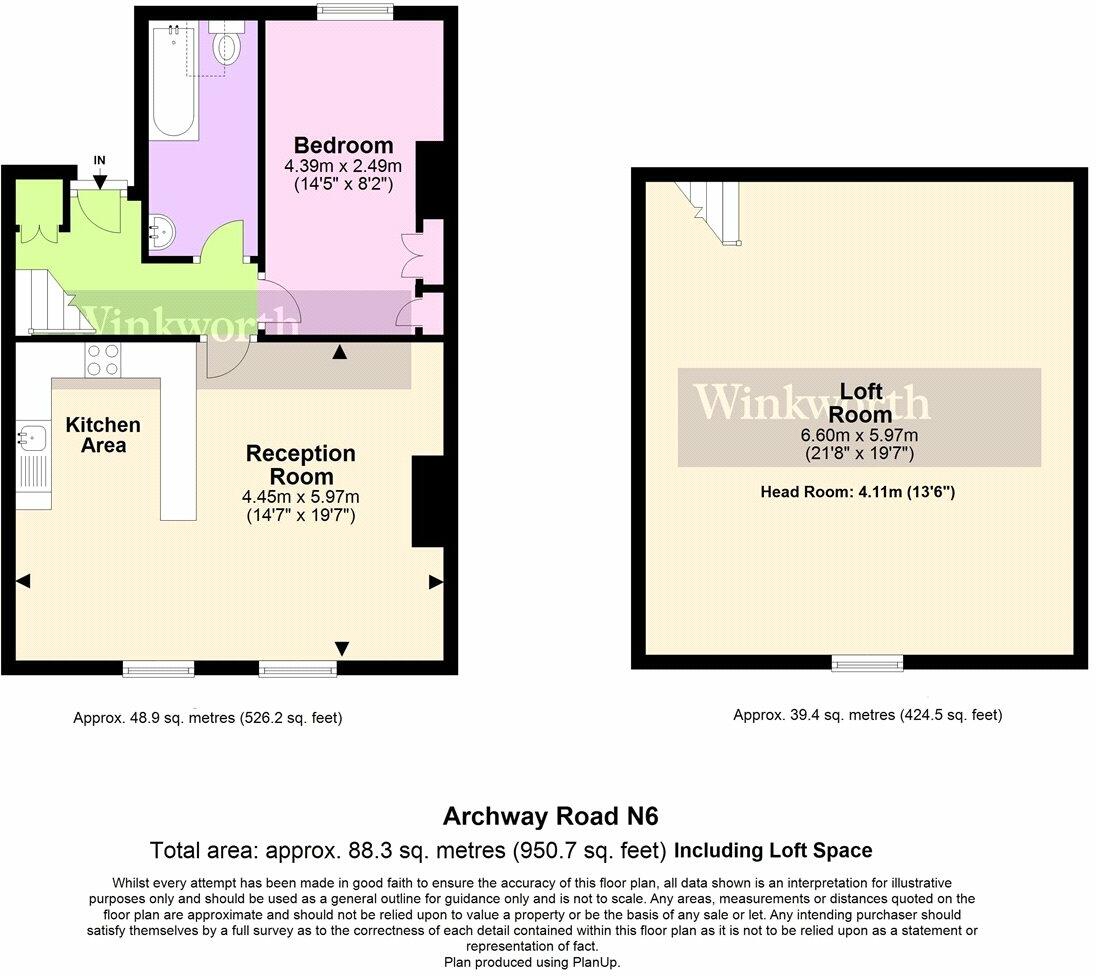 IN
Bedroom
4.39m x 2.49m
(14'5" x 8'2")
Winkworth
Kitchen
Area
Reception
Room
4.45m x 5.97m
(14'7" x 19'7")
Winkworth
Loft
Room
6.60m x 5.97m
(21'8" x 19'7")
Head Room: 4.11m (13'6")
Approx. 48.9 sq. metres (526.2 sq. feet)
Approx. 39.4 sq. metres (424.5 sq. feet)
Archway Road N6
Total area: approx. 88.3 sq. metres (950.7 sq. feet) Including Loft Space
Whilst every attempt has been made in good faith to ensure the accuracy of this floor plan, all data shown is an interpretation for illustrative
purposes only and should be used as a general outline for guidance only and is not to scale. Any areas, measurements or distances quoted on the
floor plan are approximate and should not be relied upon to value a property or be the basis of any sale or let. Any intending purchaser should
satisfy themselves by a full survey as to the correctness of each detail contained within this floor plan as it is not to be relied upon as a statement or
representation of fact.
Plan produced using PlanUp.